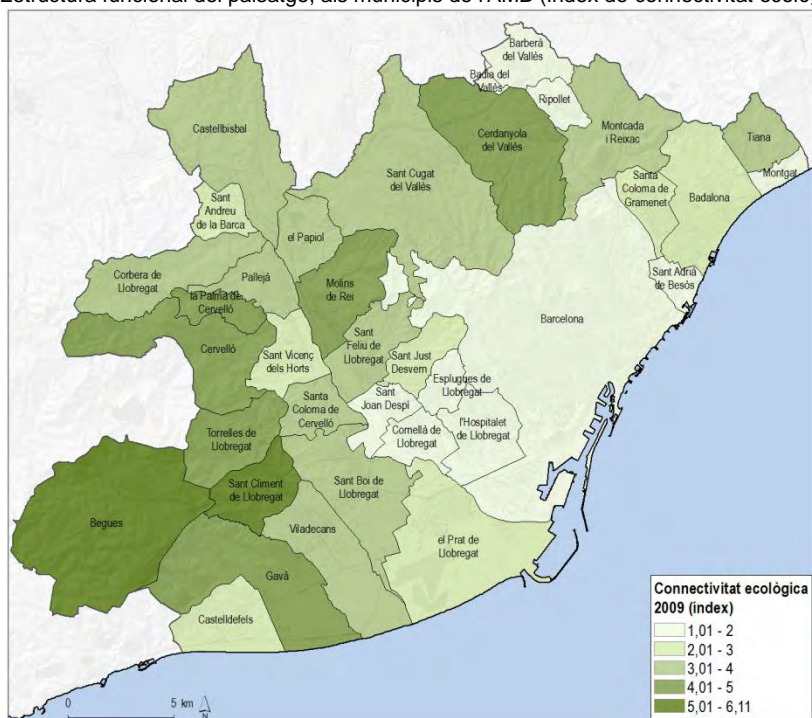 Estructura funcional del paisatge, als municipis de l'AMB (índex de connectivitat ecològ
Barberà
del Vallès
Badia del
Vallès
Ripollet
Castellbisbal
Cerdanyola
del Vallès
Montcada
i Reixac
Tiana
Montgat
Sant Cugat
del Vallès
Santa
Coloma de
Gramenet
Badalona
Sant
Andreu
de la Barca
el Papiol
Sant Adrià
de Besòs
Corbera de
Llobregat
Pallejà
Molins
de Rei
la Palma de
Cervelló
Barcelona
Cervelló
Sant
Feliu de
Llobregat
Sant Vicenç
dels Horts
Sant Just
Desvern
Esplugues de
Llobregat
Sant
Joan Despí
Santa
Coloma de
Cervelló
Cornellà de
Llobregat
l'Hospitalet
de Llobregat
Torrelles de
Llobregat
Sant Climent
de Llobregat
Sant Boi de
Llobregat
Begues
Viladecans
el Prat de
Llobregat
Gavà
Castelldefels
Connectivitat ecològica
2009 (índex)
1,01 - 2
2,01 - 3
3,01 - 4
4,01 - 5
5,01 - 6,11
0 5 km
N